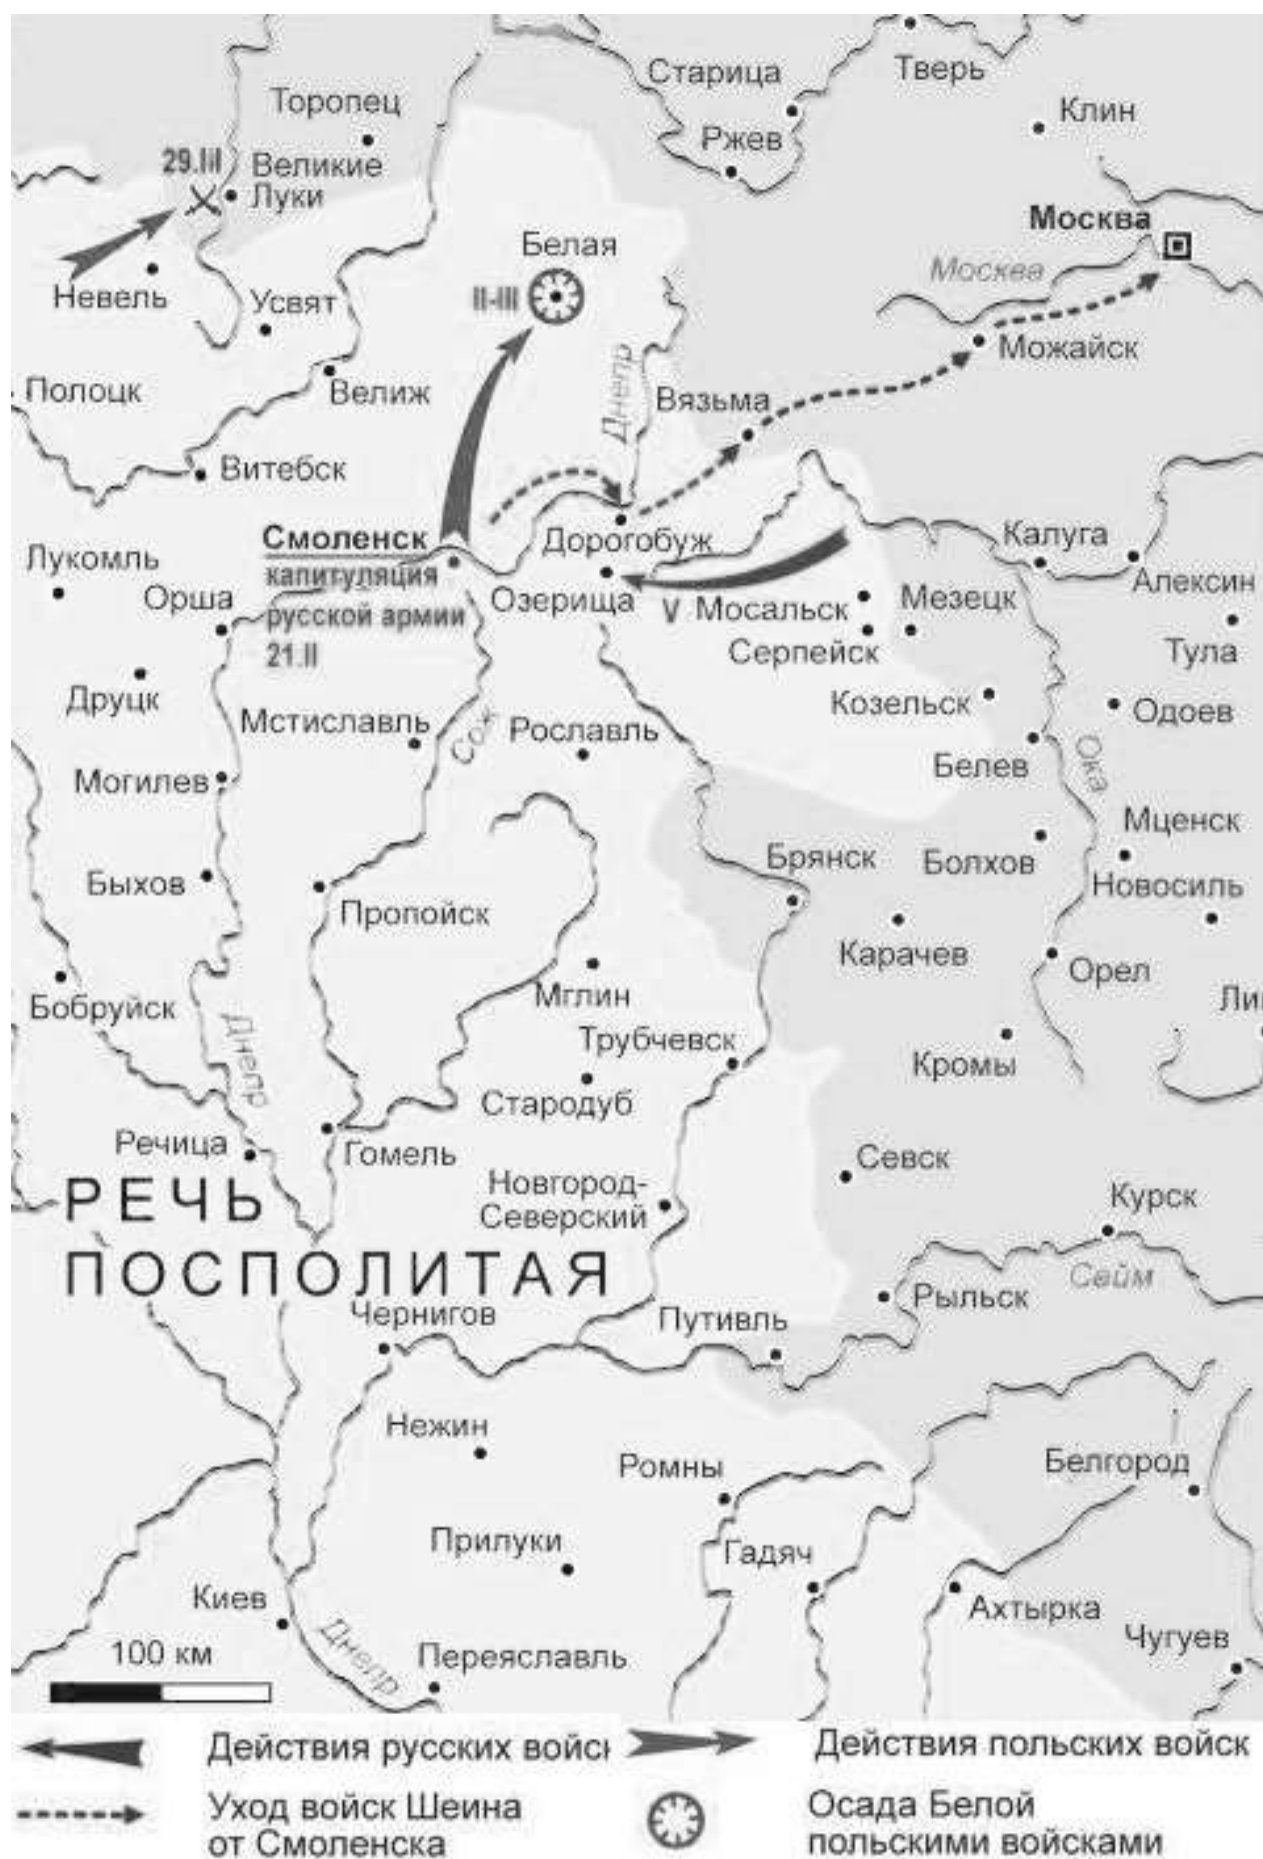 Тверь
Старица
Клин
Торопец
Ржев
29.III
Великие
Луки
Москва
Белая
Москва
II-III
Невель
Усвят
Можайск
Днепр
Полоцк
Велиж
Вязьма
Витебск
Смоленск
Дорогобуж
Калуга
Лукомль
капитуляция
Алексин
Орша
русской армии
Озерища
V
Мосальск
Мезецк
21.II
Серпейск
Тула
Друцк
Мстиславль
Сож
Рославль
Козельск
Одоев
Могилев
Белев
Ока
Мценск
Быхов
Брянск
Болхов
Новосиль
Пропойск
Карачев
Орел
Бобруйск
Мглин
Ли
Днепр
Трубчевск
Кромы
Стародуб
Речица
Гомель
Севск
Новгород-
Северский
РЕЧЬ
Курск
ПОСПОЛИТАЯ
Сейм
Чернигов
Путивль
Рыльск
Нежин
Ромны
Белгород
Прилуки
Гадяч
Киев
Ахтырка
100 км
Днепр
Переяславль
Чугуев
Действия русских войск
Действия польских войск
Уход войск Шеина
от Смоленска
Осада Белой
польскими войсками